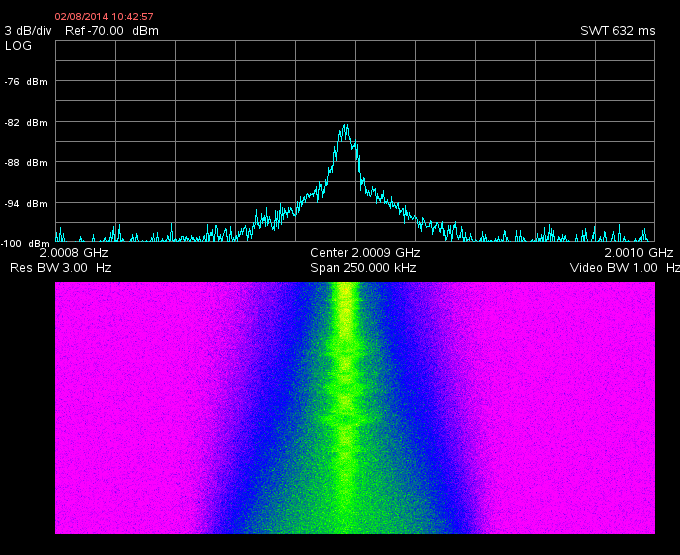 02/08/2014 10:42:57
3 dB/div Ref -70.00 dBm SWT 632 ms
LOG
-76 dBm
-82 dBm
-88 dBm
-94 dBm
-100 dBm
2.0008 GHz Center 2.0009 GHz 2.0010 GHz
Res BW 3.00 Hz Span 250.000 kHz Video BW 1.00 Hz